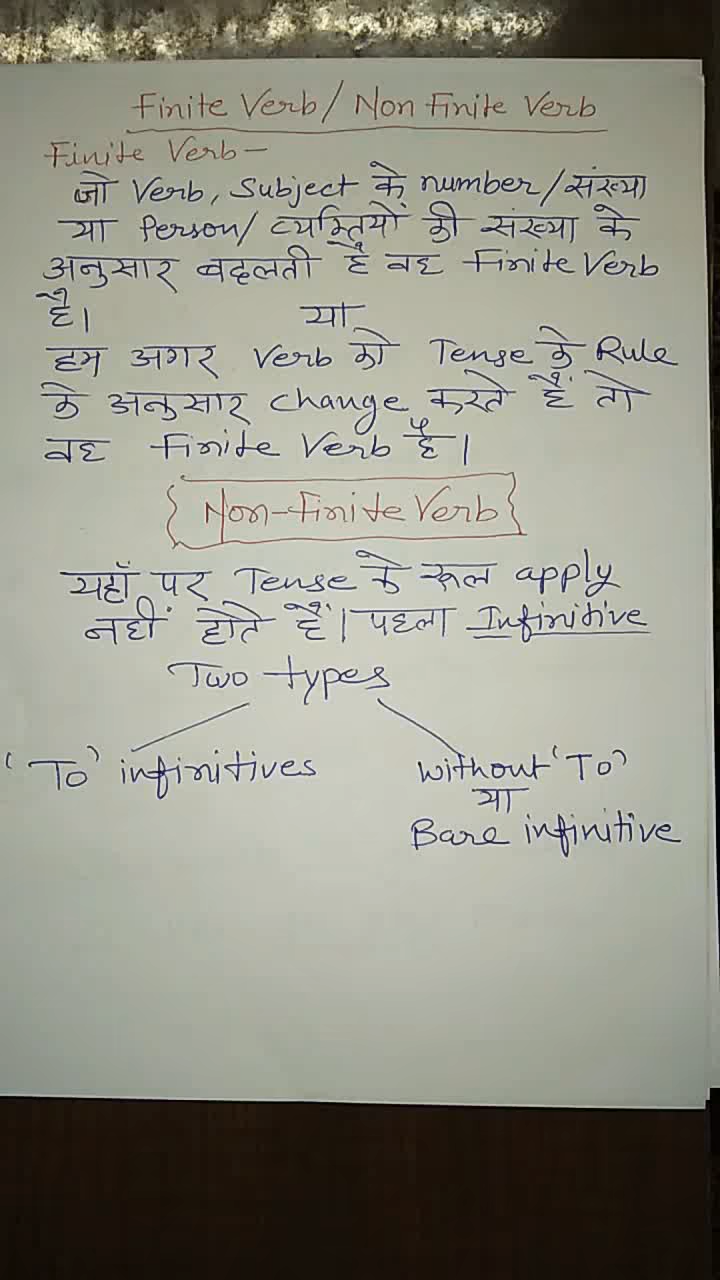 Finite Verb / Non Finite Verb
Finite Verb -
जो Verb, Subject के number/संख्या
या Person/ व्यक्तियों की संख्या के
अनुसार बदलती है वह Finite Verb
है।  या
हम अगर Verb को Tense के Rule
के अनुसार change करते हैं तो
वह Finite Verb है।
{Non-Finite Verb}
यहाँ पर Tense के रूल apply
नहीं होते हैं। पहला Infinitive
Two types
'To' infinitives
without 'To'
या
Bare infinitive